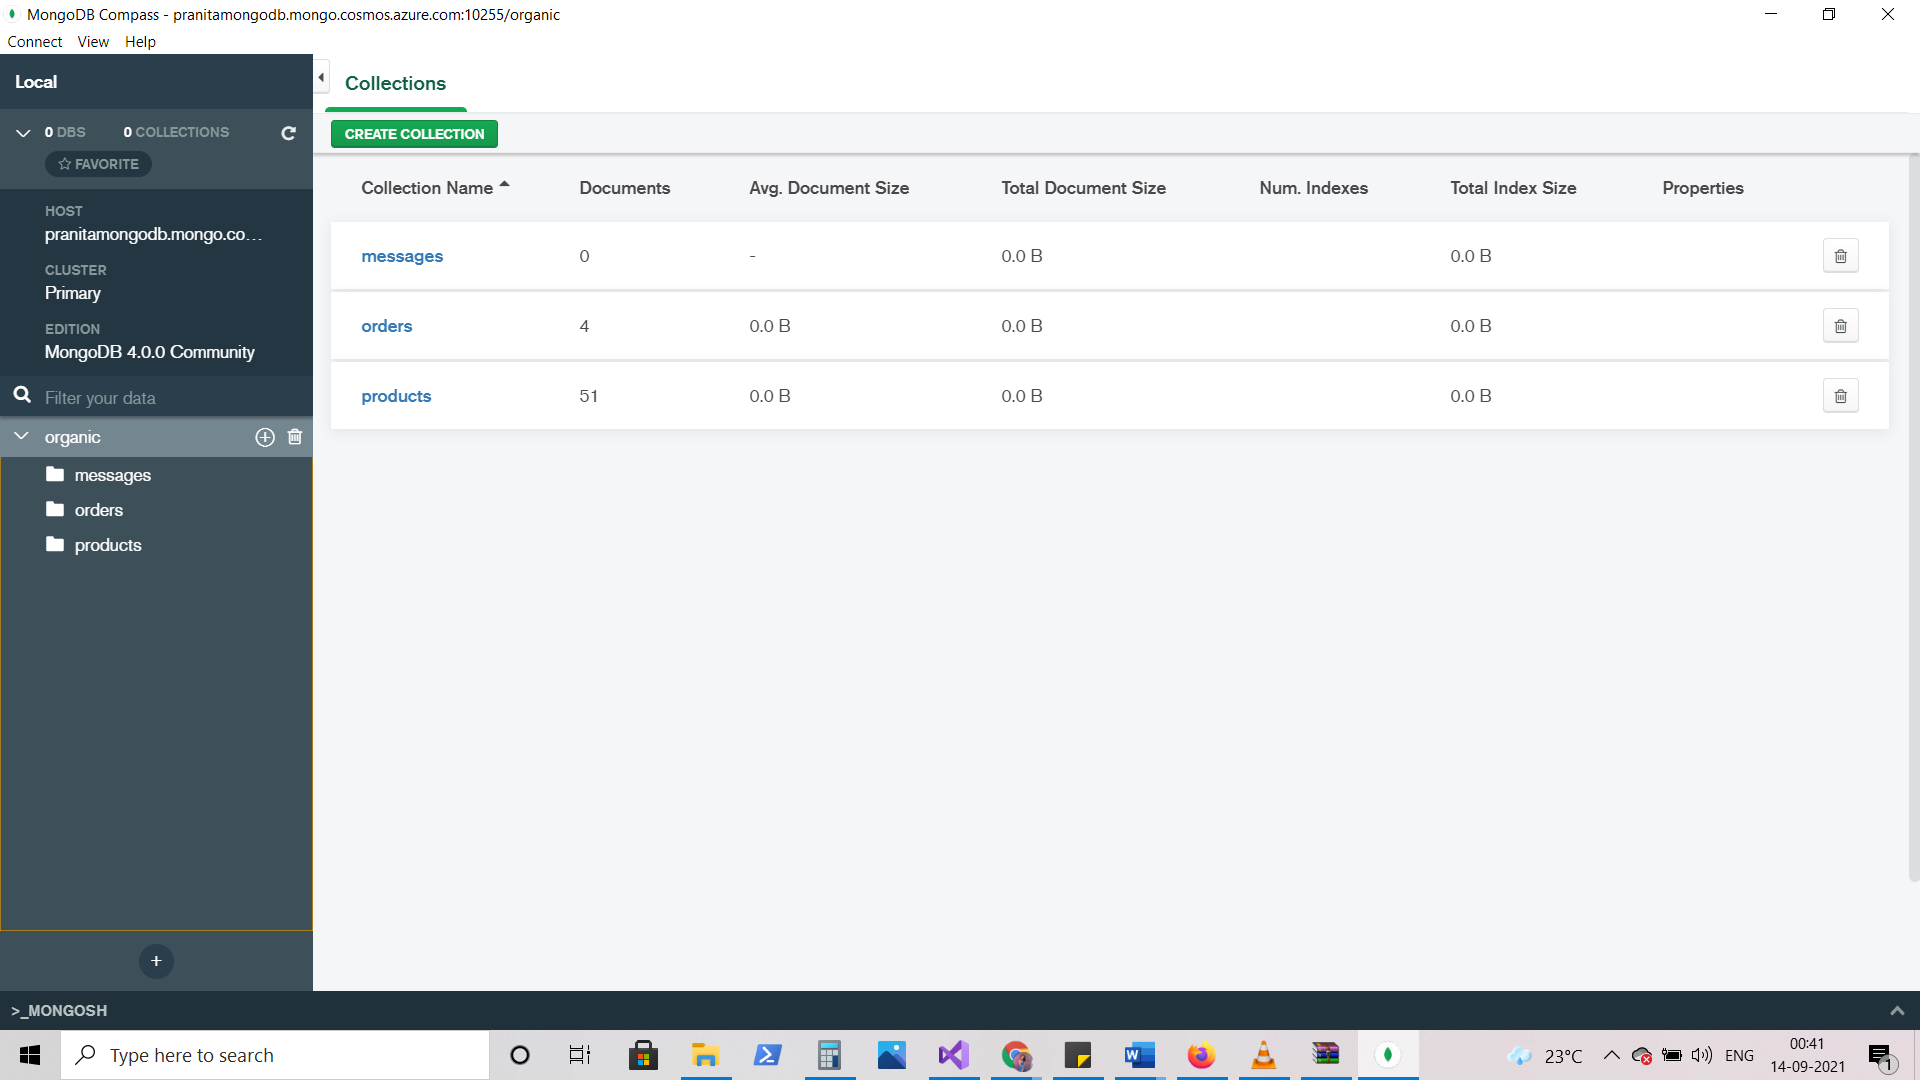 MongoDB Compass - pranitamongodb.mongo.cosmos.azure.com:10255/organic
Connect View Help
Local
0 DBS 0 COLLECTIONS
FAVORITE
HOST
pranitamongodb.mongo.co...
CLUSTER
Primary
EDITION
MongoDB 4.0.0 Community
Filter your data
organic
messages
orders
products
Collections
CREATE COLLECTION
Collection Name Documents Avg. Document Size Total Document Size Num. Indexes Total Index Size Properties
messages 0 - 0.0 B 0.0 B
orders 4 0.0 B 0.0 B 0.0 B
products 51 0.0 B 0.0 B 0.0 B
+
>_MONGOSH
Type here to search
23°C ENG
00:41
14-09-2021
1